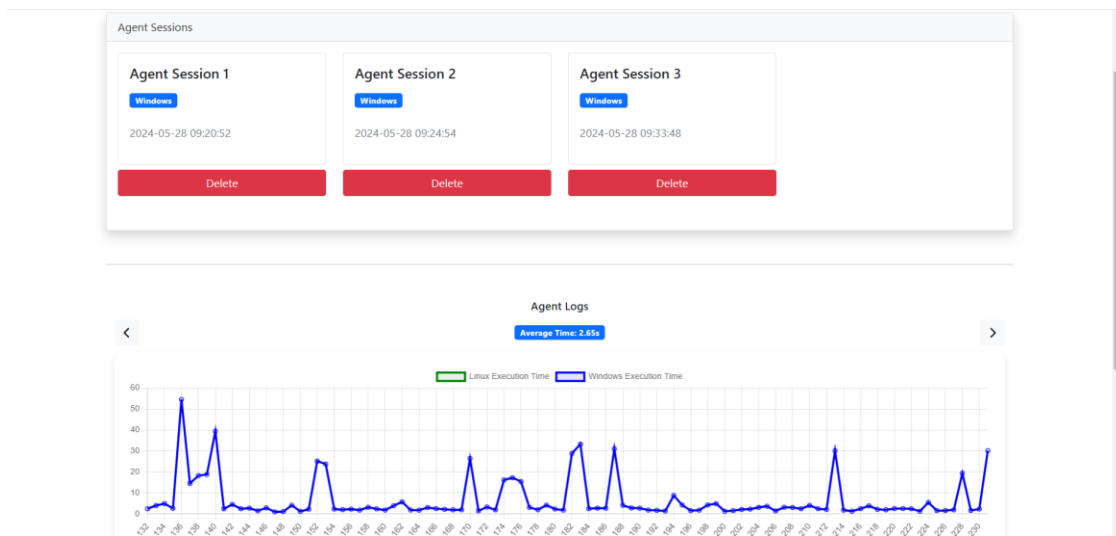 Agent Sessions
Agent Session 1
Windows
2024-05-28 09:20:52
Delete
Agent Session 2
Windows
2024-05-28 09:24:54
Delete
Agent Session 3
Windows
2024-05-28 09:33:48
Delete
Agent Logs
Average Time: 2.65s
Linux Execution Time Windows Execution Time
60
50
40
30
20
10
0
132 134 136 138 140 142 144 146 148 150 152 154 156 158 160 162 164 166 168 170 172 174 176 178 180 182 184 186 188 190 192 194 196 198 200 202 204 206 208 210 212 214 216 218 220 222 224 226 228 230